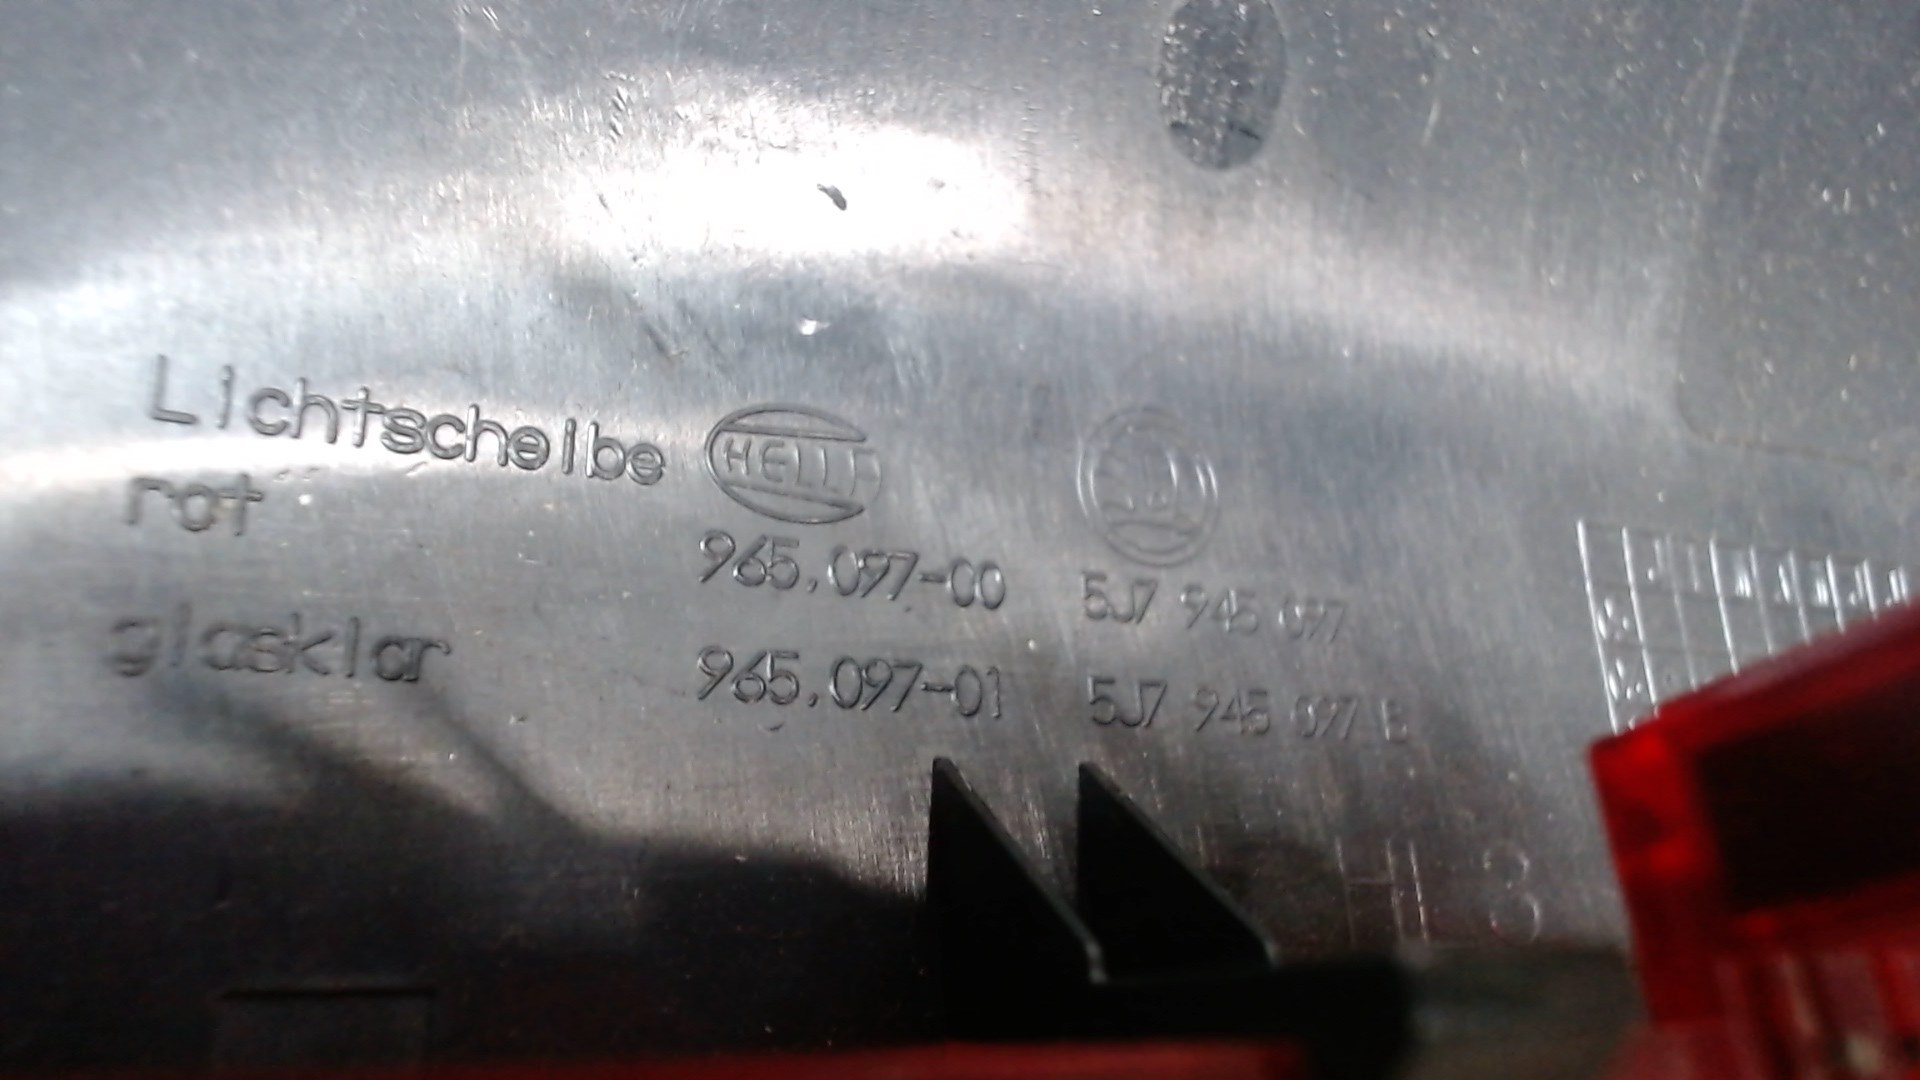 Lichtscheibe HELLA
rot 965.097-00 5J7 945 097
glasklar 965.097-01 5J7 945 097 B